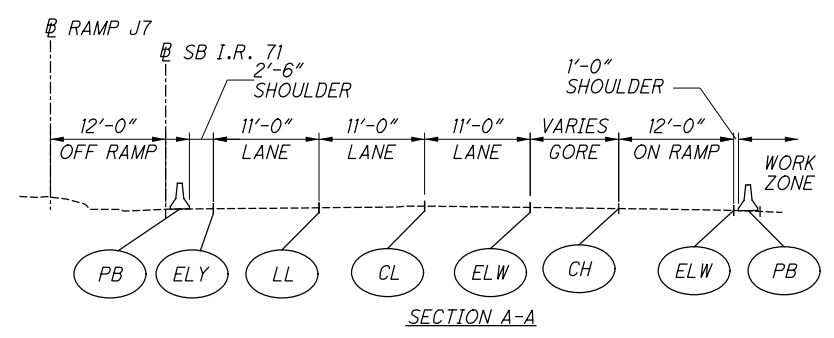 ℄ RAMP J7
℄ SB I.R. 71
2'-6"
SHOULDER
1'-0"
SHOULDER
12'-0"
OFF RAMP
11'-0"
LANE
11'-0"
LANE
11'-0"
LANE
VARIES
GORE
12'-0"
ON RAMP
WORK
ZONE
PB
ELY
LL
CL
ELW
CH
ELW
PB
SECTION A-A